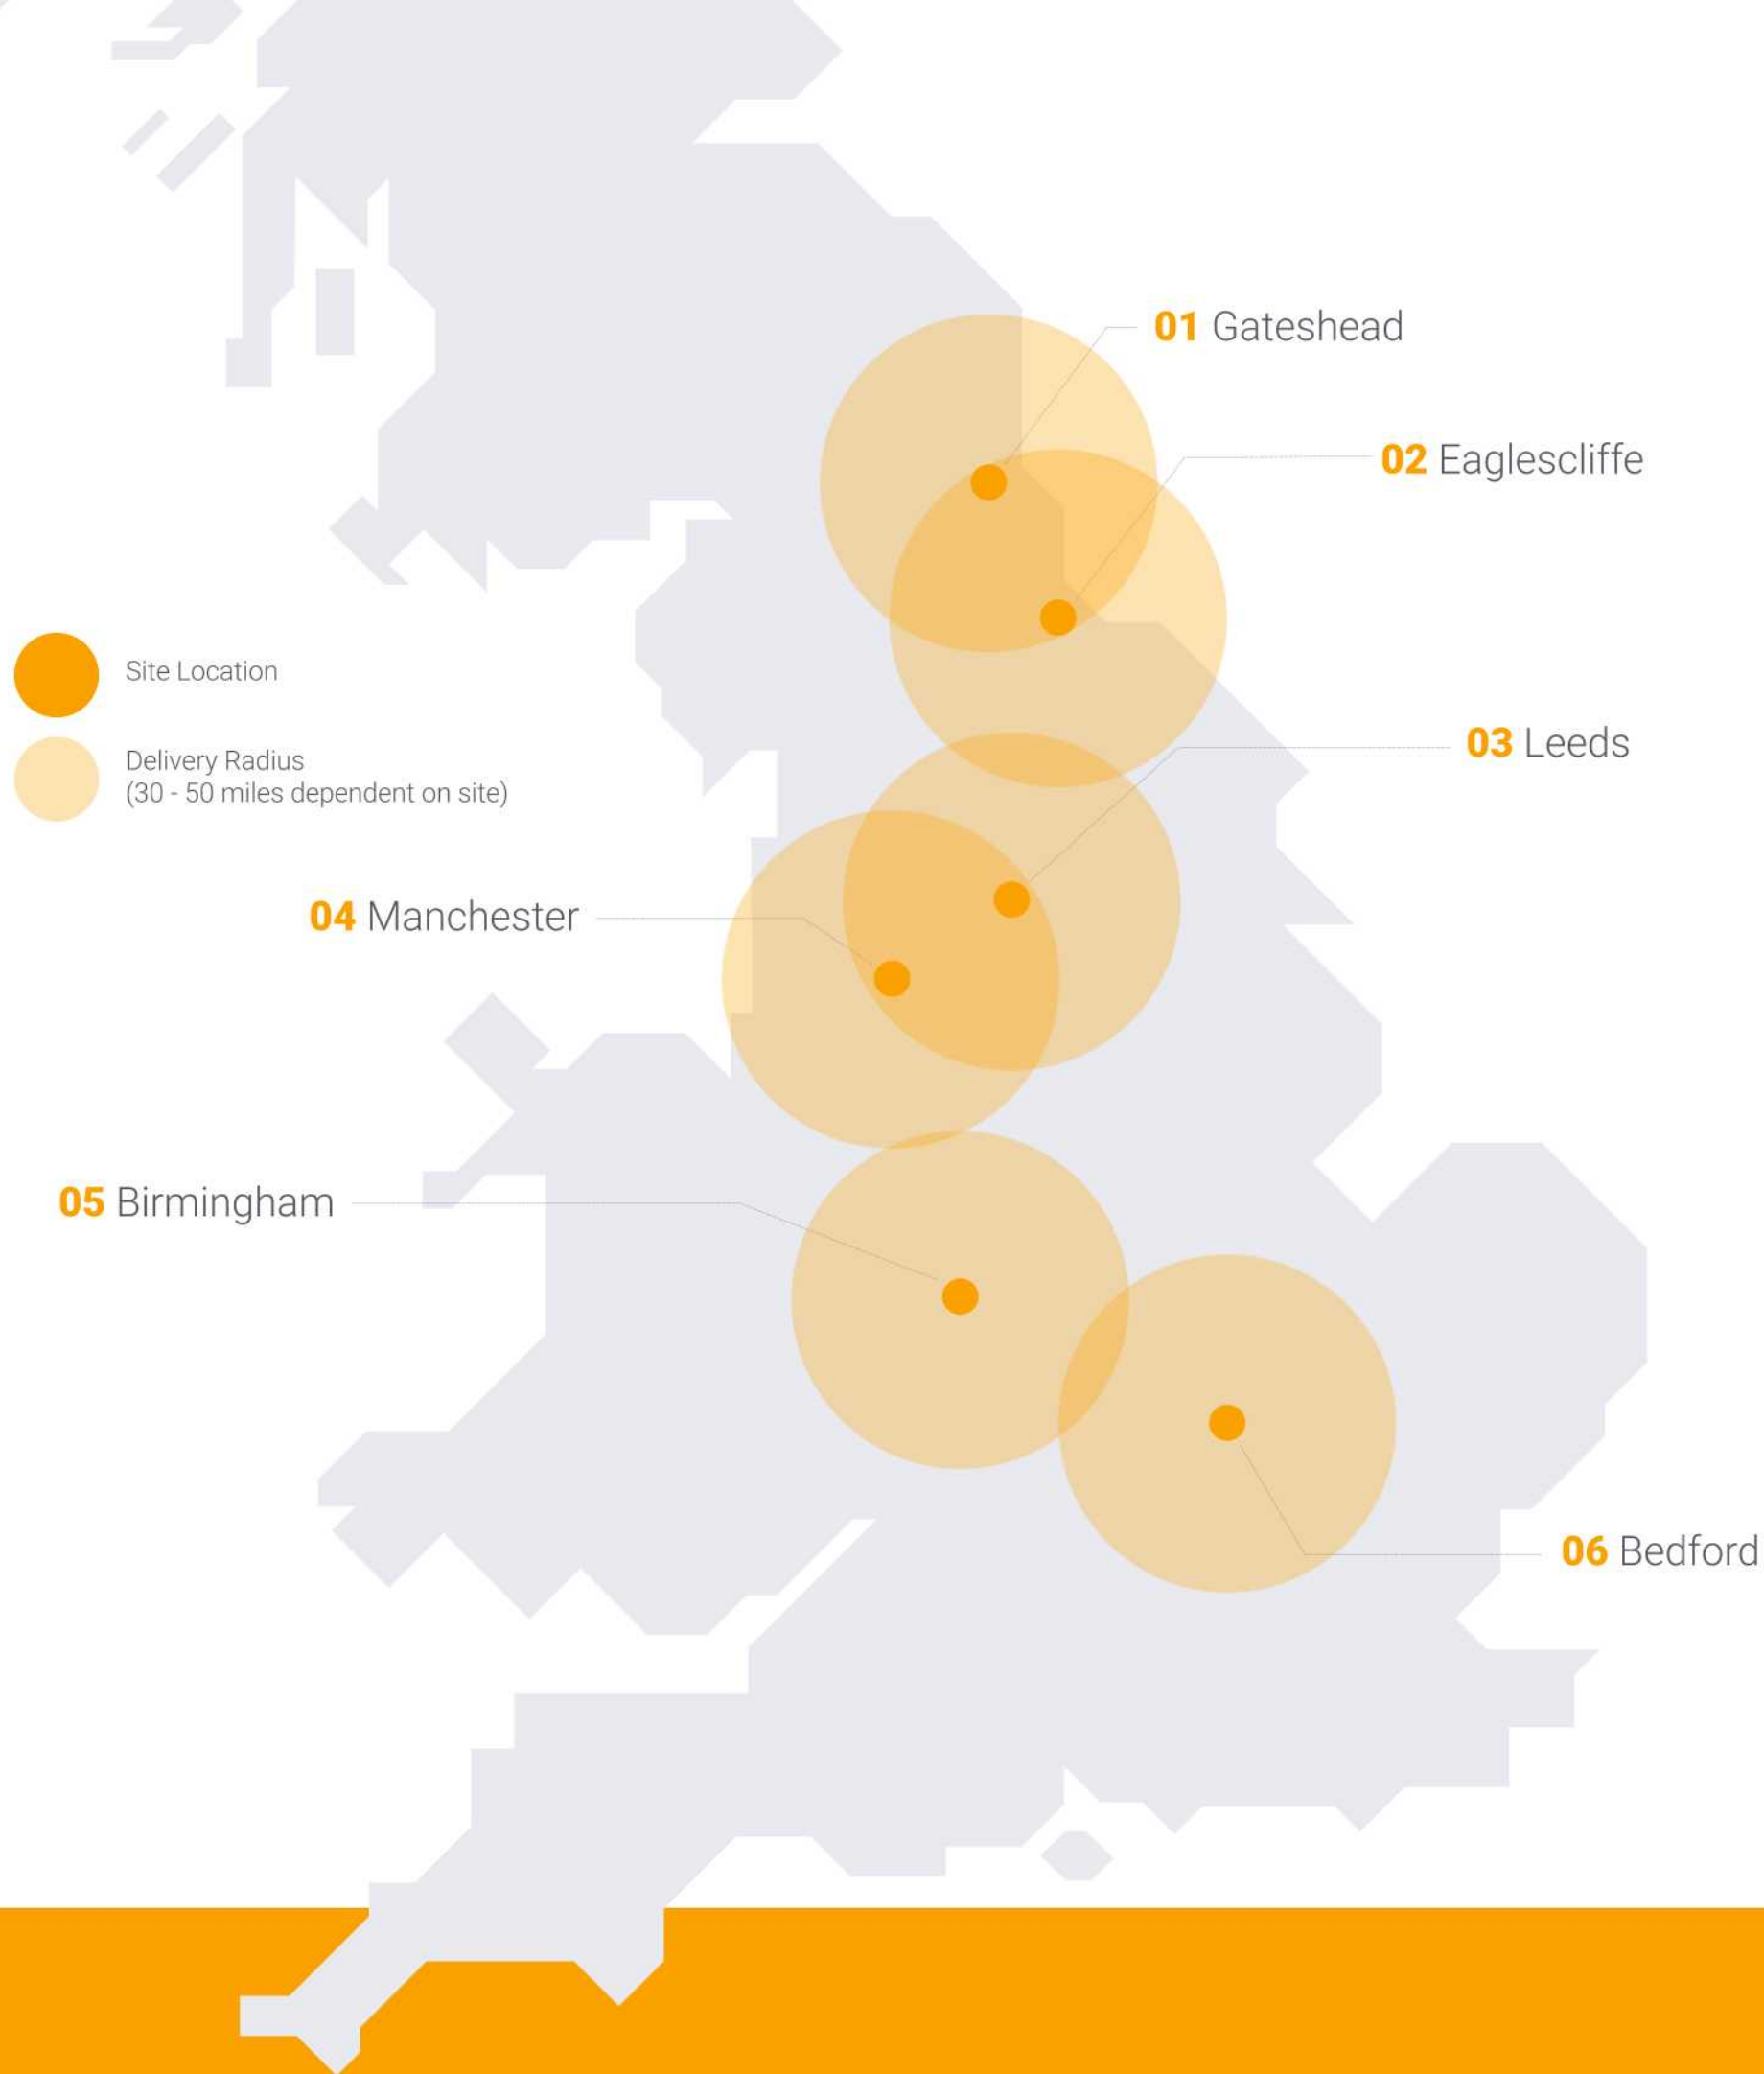 01 Gateshead
02 Eaglescliffe
Site Location
03 Leeds
Delivery Radius
(30 - 50 miles dependent on site)
04 Manchester
05 Birmingham
06 Bedford